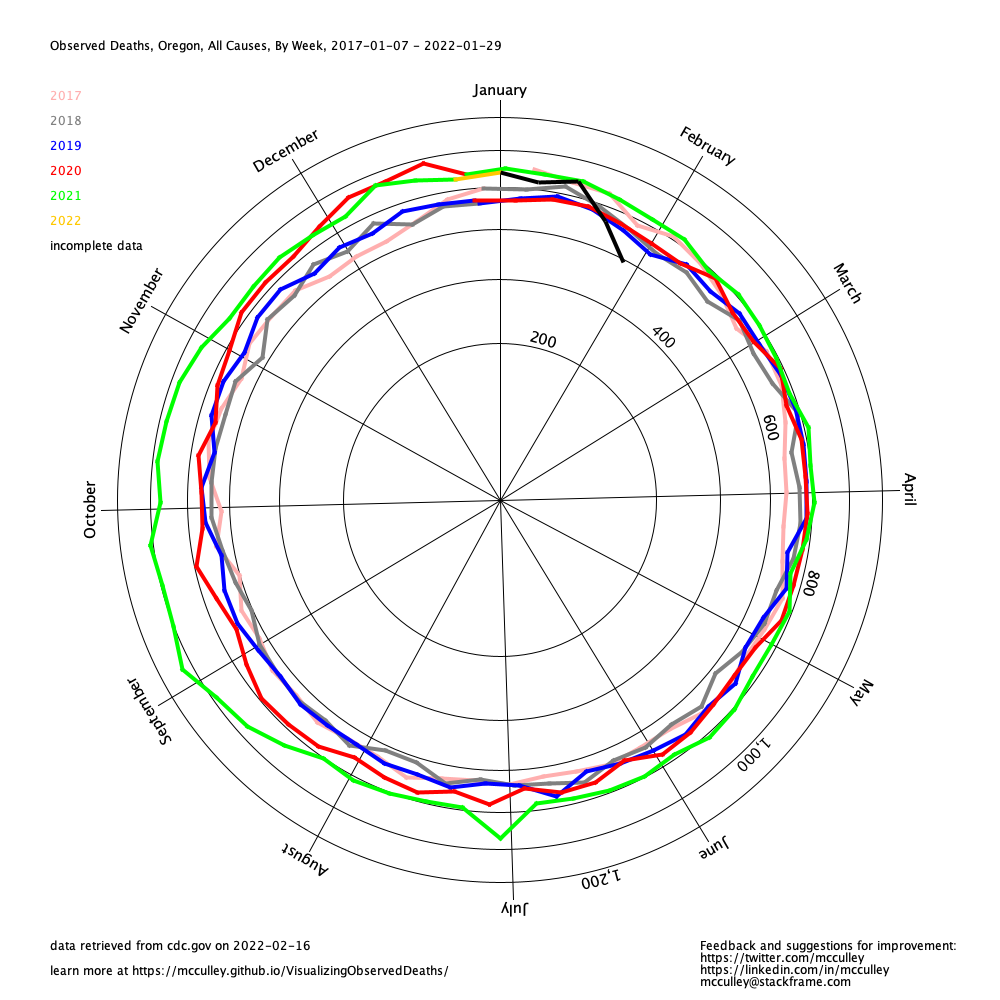 Observed Deaths, Oregon, All Causes, By Week, 2017-01-07 - 2022-01-29
January
2017
2018
2019
2020
2021
2022
incomplete data
December
February
November
March
200
400
600
October
April
800
September
May
1,000
August
June
1,200
July
data retrieved from cdc.gov on 2022-02-16
learn more at https://mcculley.github.io/VisualizingObservedDeaths/
Feedback and suggestions for improvement:
https://twitter.com/mcculley
https://linkedin.com/in/mcculley
mcculley@stackframe.com